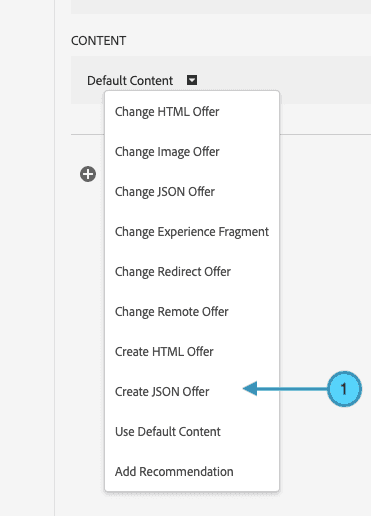 CONTENT
Default Content
Change HTML Offer
Change Image Offer
Change JSON Offer
Change Experience Fragment
Change Redirect Offer
Change Remote Offer
Create HTML Offer
Create JSON Offer
1
Use Default Content
Add Recommendation